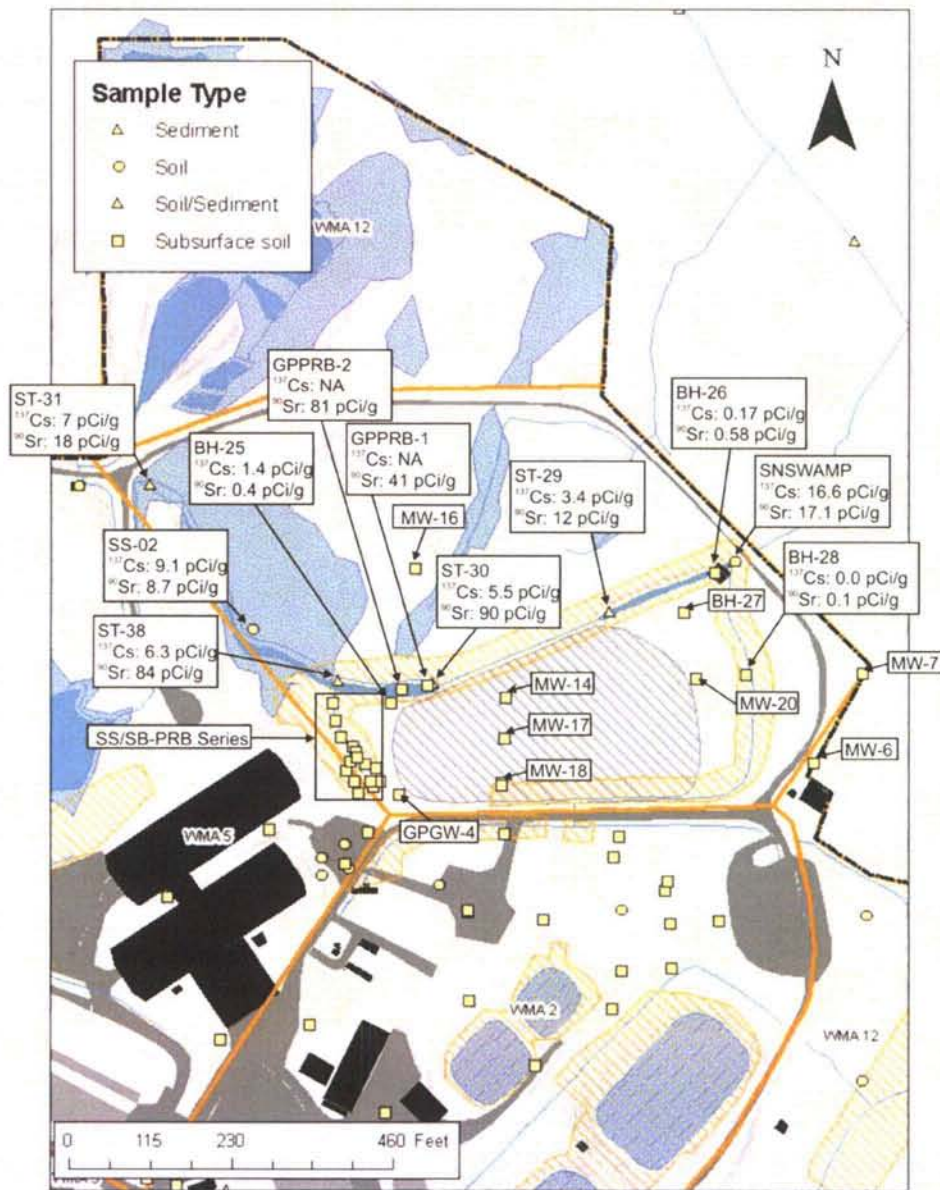 N
Sample Type
Sediment
Soil
Soil/Sediment
Subsurface soil
WMA 12
GPPRB-2
¹³⁷Cs: NA
⁹⁰Sr: 81 pCi/g
ST-31
¹³⁷Cs: 7 pCi/g
⁹⁰Sr: 18 pCi/g
BH-25
¹³⁷Cs: 1.4 pCi/g
⁹⁰Sr: 0.4 pCi/g
GPPRB-1
¹³⁷Cs: NA
⁹⁰Sr: 41 pCi/g
BH-26
¹³⁷Cs: 0.17 pCi/g
⁹⁰Sr: 0.58 pCi/g
ST-29
¹³⁷Cs: 3.4 pCi/g
⁹⁰Sr: 12 pCi/g
SNSWAMP
¹³⁷Cs: 16.6 pCi/g
⁹⁰Sr: 17.1 pCi/g
MW-16
SS-02
¹³⁷Cs: 9.1 pCi/g
⁹⁰Sr: 8.7 pCi/g
ST-30
¹³⁷Cs: 5.5 pCi/g
⁹⁰Sr: 90 pCi/g
BH-28
¹³⁷Cs: 0.0 pCi/g
⁹⁰Sr: 0.1 pCi/g
BH-27
ST-38
¹³⁷Cs: 6.3 pCi/g
⁹⁰Sr: 84 pCi/g
MW-7
MW-14
MW-20
SS/SB-PRB Series
MW-17
MW-6
MW-18
GPGW-4
WMA 5
WMA 2
WMA 12
0 115 230 460 Feet